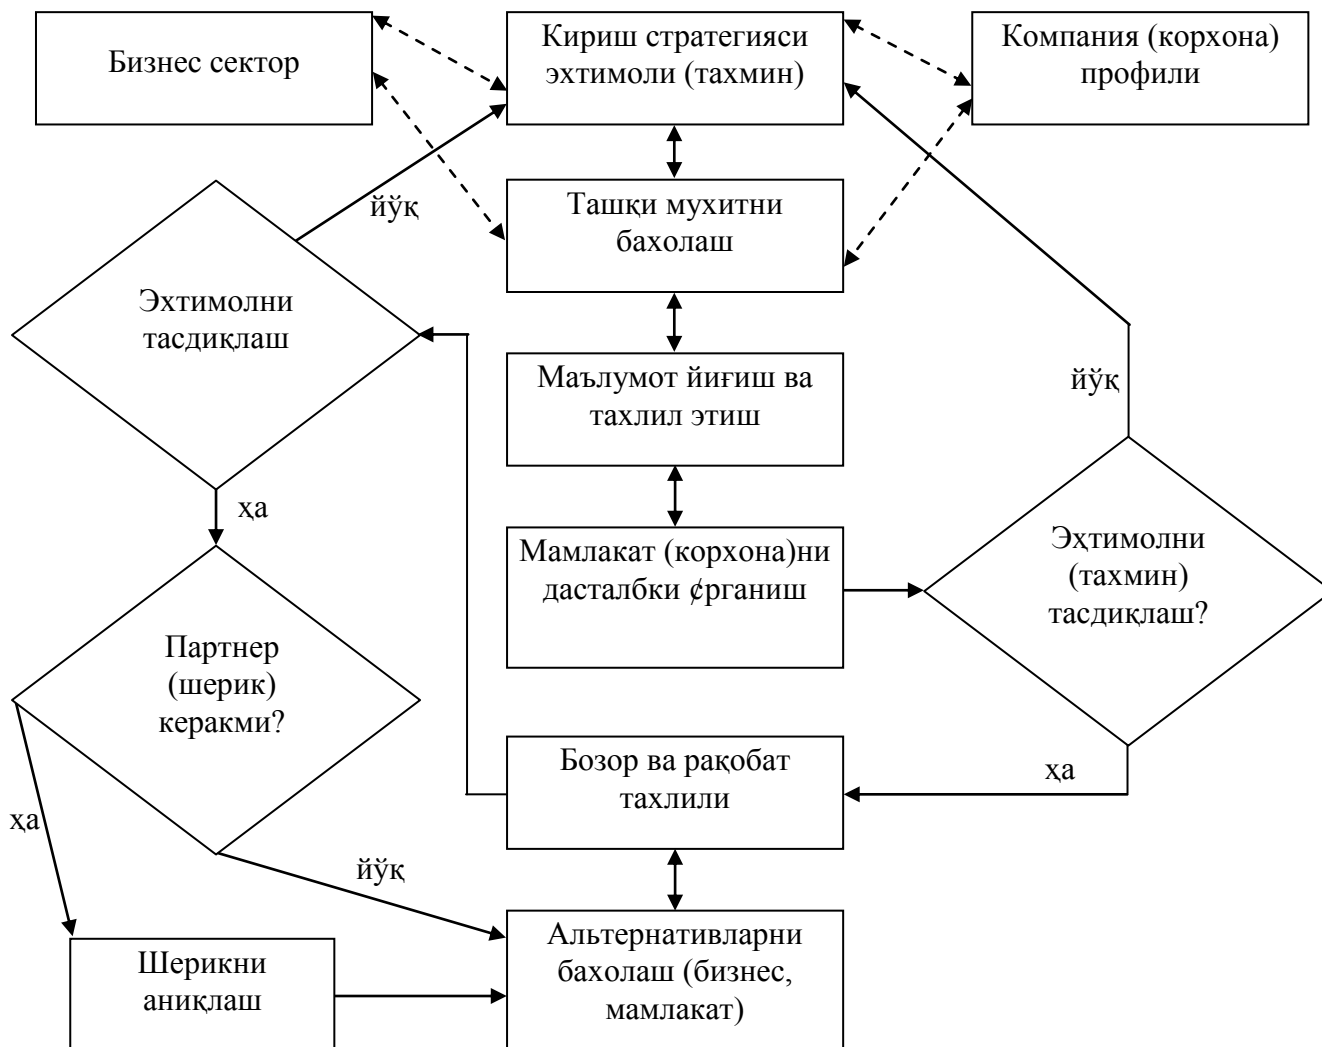 Бизнес сектор
Кириш стратегияси
эхтимоли (тахмин)
Компания (корхона)
профили
йўқ
Ташқи мухитни
бахолаш
Эхтимолни
тасдиқлаш
Маълумот йиғиш ва
тахлил этиш
йўқ
ҳа
Мамлакат (корхона)ни
дасталбки ¢рганиш
Эҳтимолни
(тахмин)
тасдиқлаш?
Партнер
(шерик)
керакми?
Бозор ва рақобат
тахлили
ҳа
ҳа
йўқ
Шерикни
аниқлаш
Альтернативларни
бахолаш (бизнес,
мамлакат)